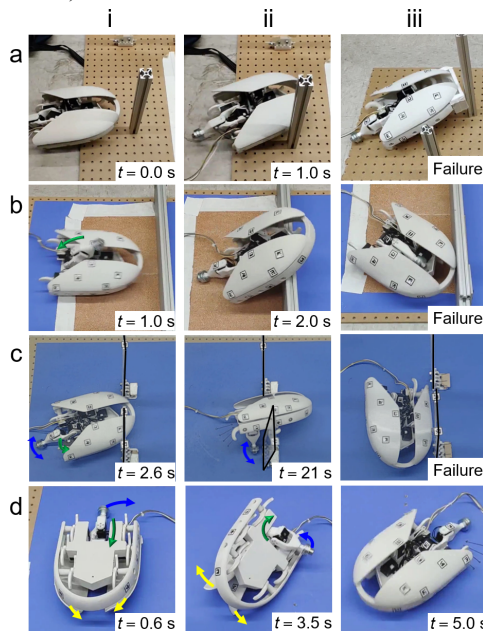 i ii iii
a
t = 0.0 s t = 1.0 s Failure
b
t = 1.0 s t = 2.0 s Failure
c
t = 2.6 s t = 21 s Failure
d
t = 0.6 s t = 3.5 s t = 5.0 s